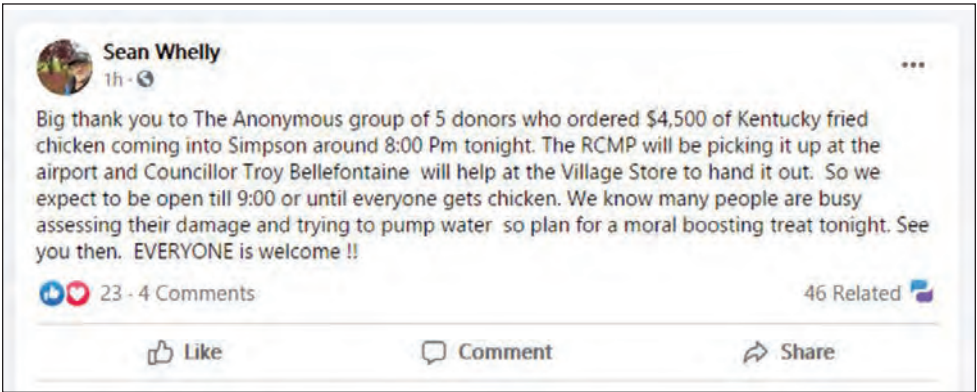 Sean Whelly
1h ·
Big thank you to The Anonymous group of 5 donors who ordered $4,500 of Kentucky fried
chicken coming into Simpson around 8:00 Pm tonight. The RCMP will be picking it up at the
airport and Councillor Troy Bellefontaine  will help at the Village Store to hand it out.  So we
expect to be open till 9:00 or until everyone gets chicken. We know many people are busy
assessing their damage and trying to pump water  so plan for a moral boosting treat tonight. See
you then.  EVERYONE is welcome !!
23 · 4 Comments
46 Related
Like
Comment
Share